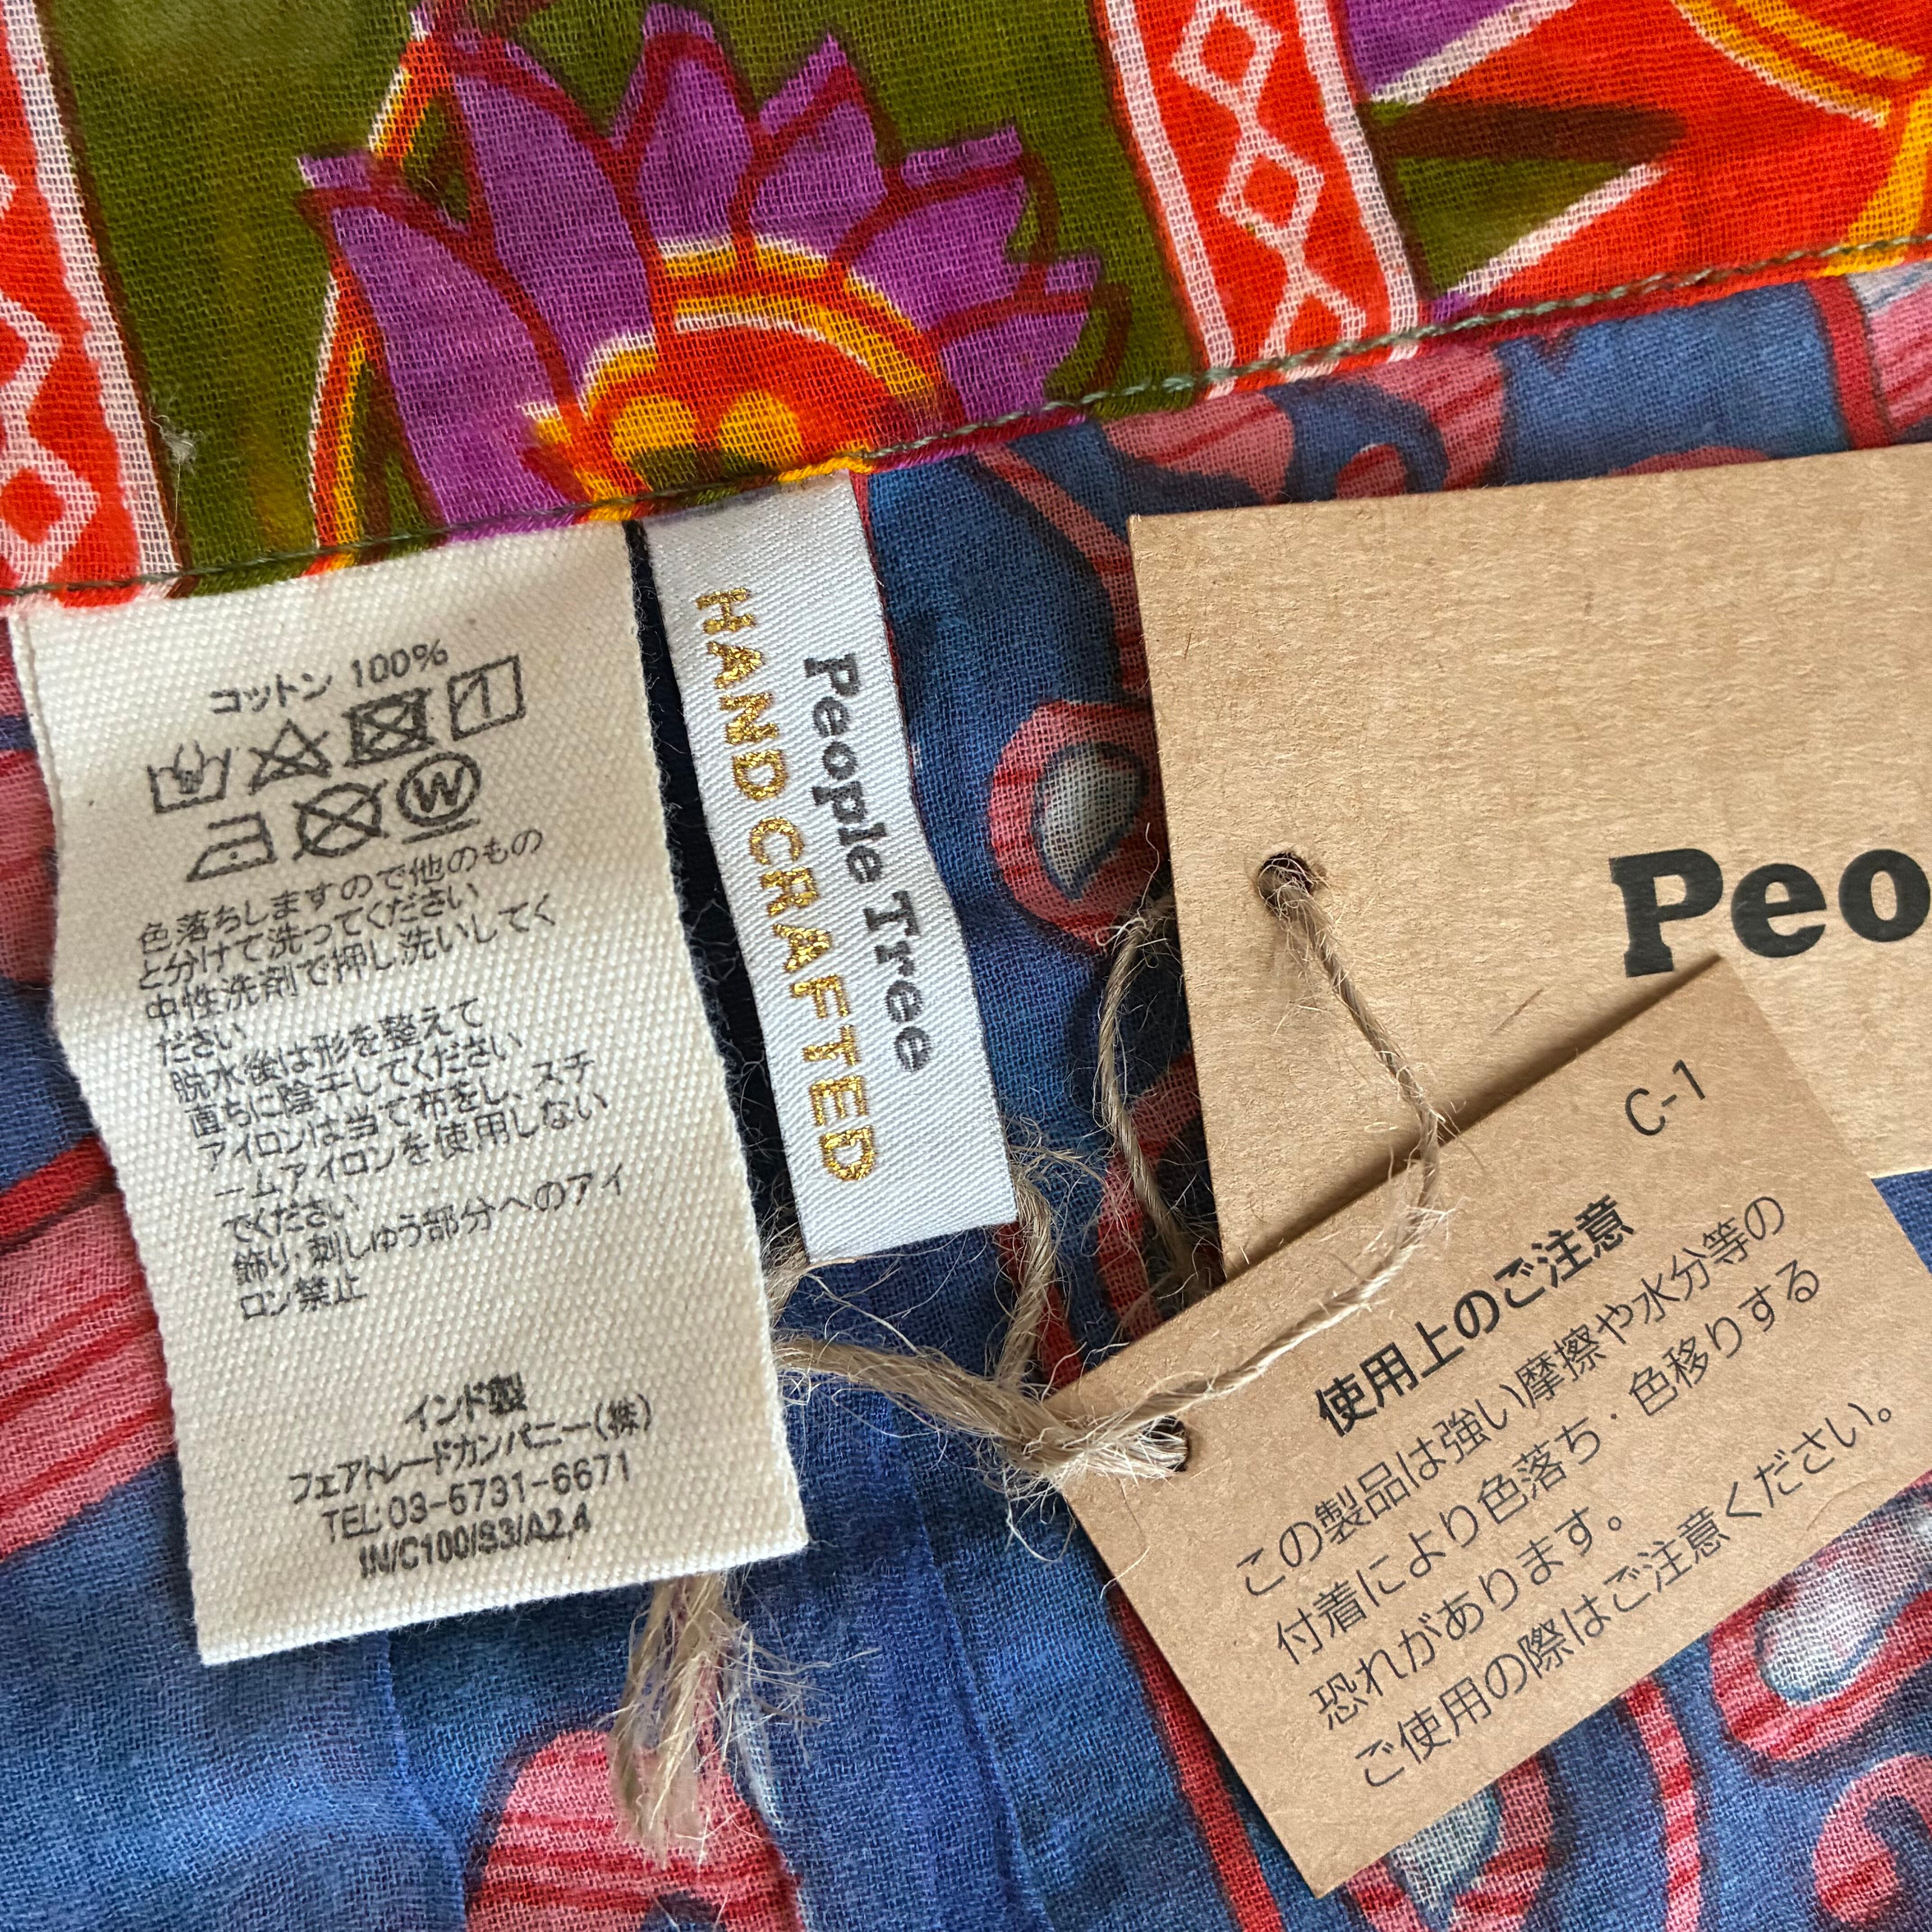 コットン 100%
W
色落ちしますので他のもの
と分けて洗ってください
中性洗剤で押し洗いしてく
ださい
脱水後は形を整えて
直ちに陰干してください
アイロンは当て布をし、スチ
ームアイロンを使用しない
でください
飾り・刺しゅう部分へのアイ
ロン禁止
インド製
フェアトレードカンパニー(株)
TEL:03-5731-6671
IN/C100/S3/A2,4
People Tree
HAND CRAFTED
Peo
C-1
使用上のご注意
この製品は強い摩擦や水分等の
付着により色落ち・色移りする
恐れがあります。
ご使用の際はご注意ください。